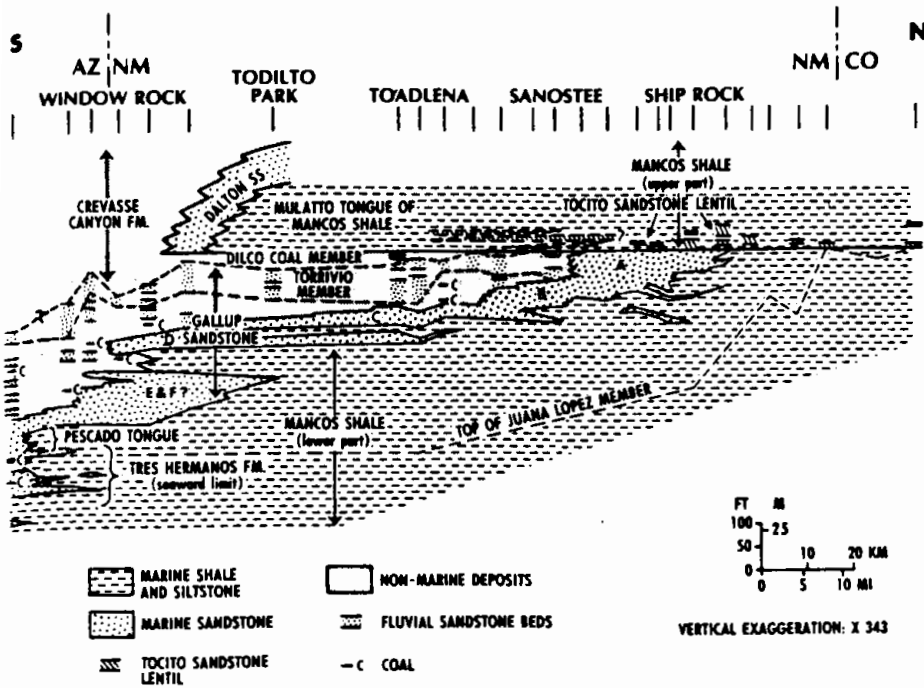 S
N
AZ NM
NM CO
WINDOW ROCK
TODILTO
PARK
TOADLENA
SANOSTEE
SHIP ROCK
CREVASSE
CANYON FM.
DALTON SS
MULATTO TONGUE OF
MANCOS SHALE
MANCOS SHALE
(upper part)
TOCITO SANDSTONE
LENTIL
DILCO COAL MEMBER
TORRIVIO
MEMBER
GALLUP
D SANDSTONE
C
C
C
C
C
C
E & F ?
MANCOS SHALE
(lower part)
TOP OF JUANA LOPEZ MEMBER
PESCADO TONGUE
TRES HERMANOS FM.
(seaward limit)
FT M
100 25
50
0
10 20 KM
0 5 10 MI
MARINE SHALE
AND SILTSTONE
NON-MARINE DEPOSITS
MARINE SANDSTONE
FLUVIAL SANDSTONE BEDS
TOCITO SANDSTONE
LENTIL
C COAL
VERTICAL EXAGGERATION: X 343